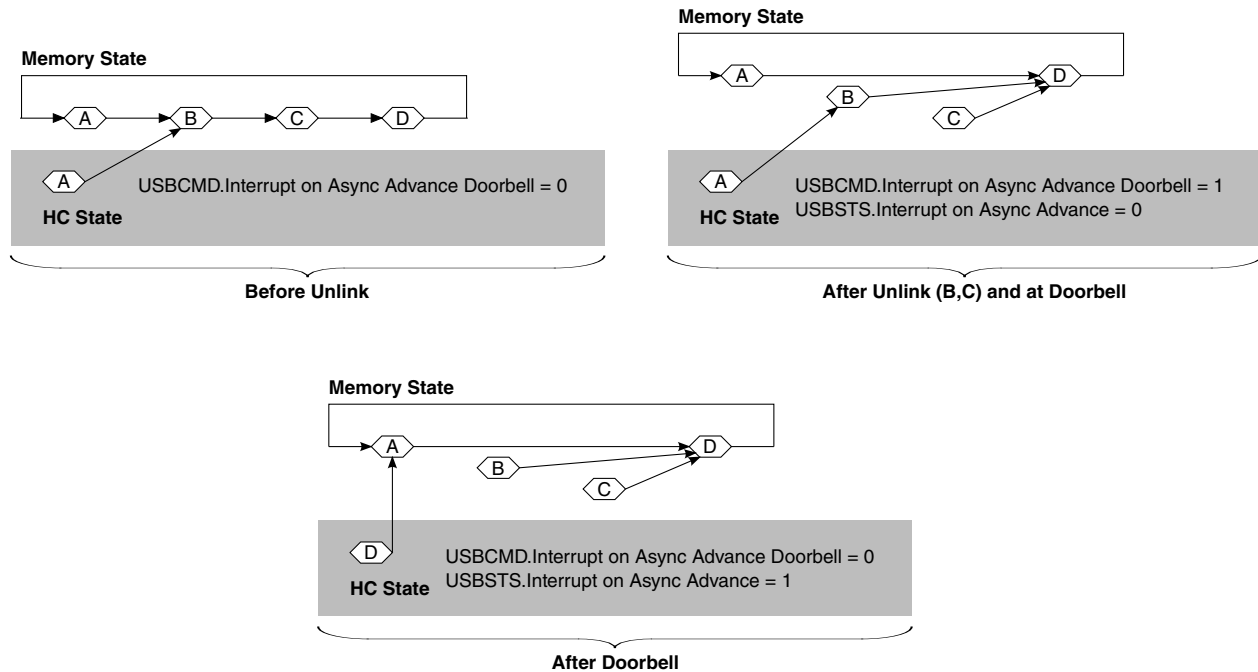 Memory State
A
B
C
D
A
USBCMD.Interrupt on Async Advance Doorbell = 0
HC State
Before Unlink
Memory State
A
D
B
C
A
USBCMD.Interrupt on Async Advance Doorbell = 1
USBSTS.Interrupt on Async Advance = 0
HC State
After Unlink (B,C) and at Doorbell
Memory State
A
D
B
C
D
USBCMD.Interrupt on Async Advance Doorbell = 0
USBSTS.Interrupt on Async Advance = 1
HC State
After Doorbell